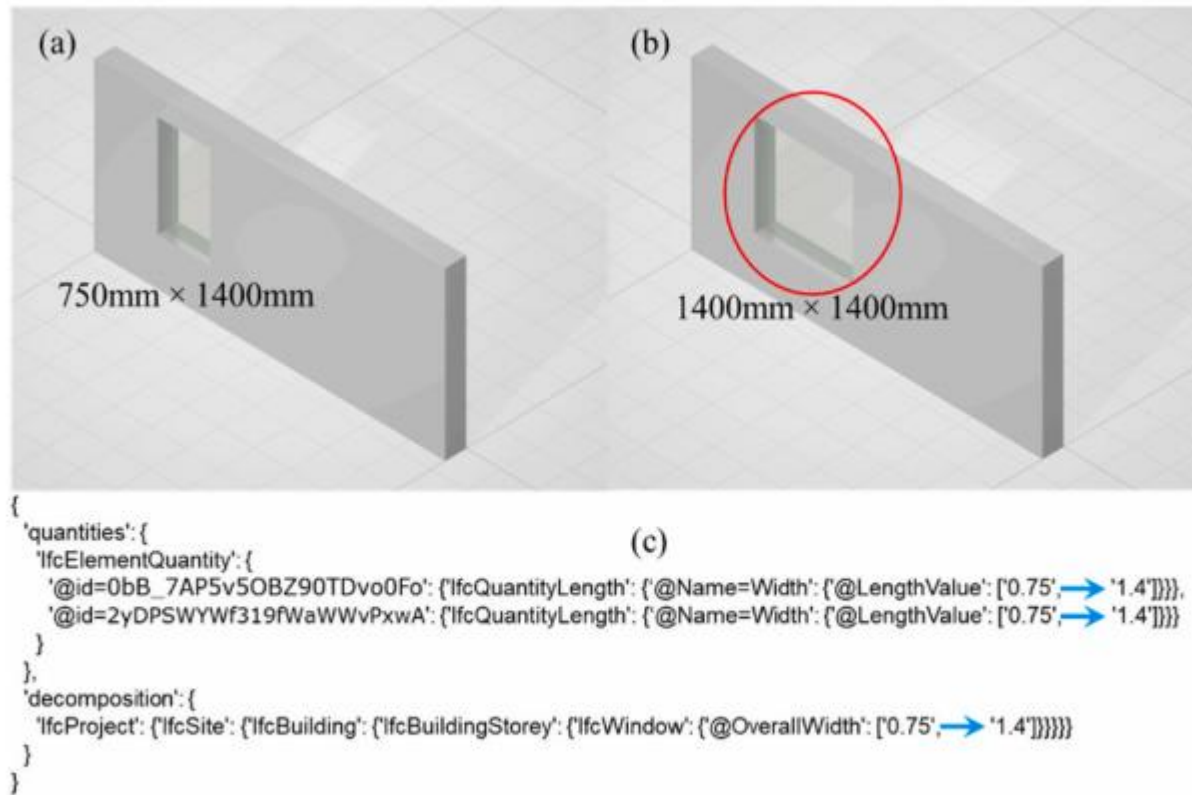 (a)
(b)
750mm × 1400mm
1400mm × 1400mm
(c)
{
'quantities': {
'IfcElementQuantity': {
'@id=0bB_7AP5v5OBZ90TDvo0Fo': {'IfcQuantityLength': {'@Name=Width': {'@LengthValue': ['0.75', → '1.4']}}},
'@id=2yDPSWYWf319fWaWWvPxwA': {'IfcQuantityLength': {'@Name=Width': {'@LengthValue': ['0.75', → '1.4']}}}
}
},
'decomposition': {
'IfcProject': {'IfcSite': {'IfcBuilding': {'IfcBuildingStorey': {'IfcWindow': {'@OverallWidth': ['0.75', → '1.4']}}}}}}
}
}